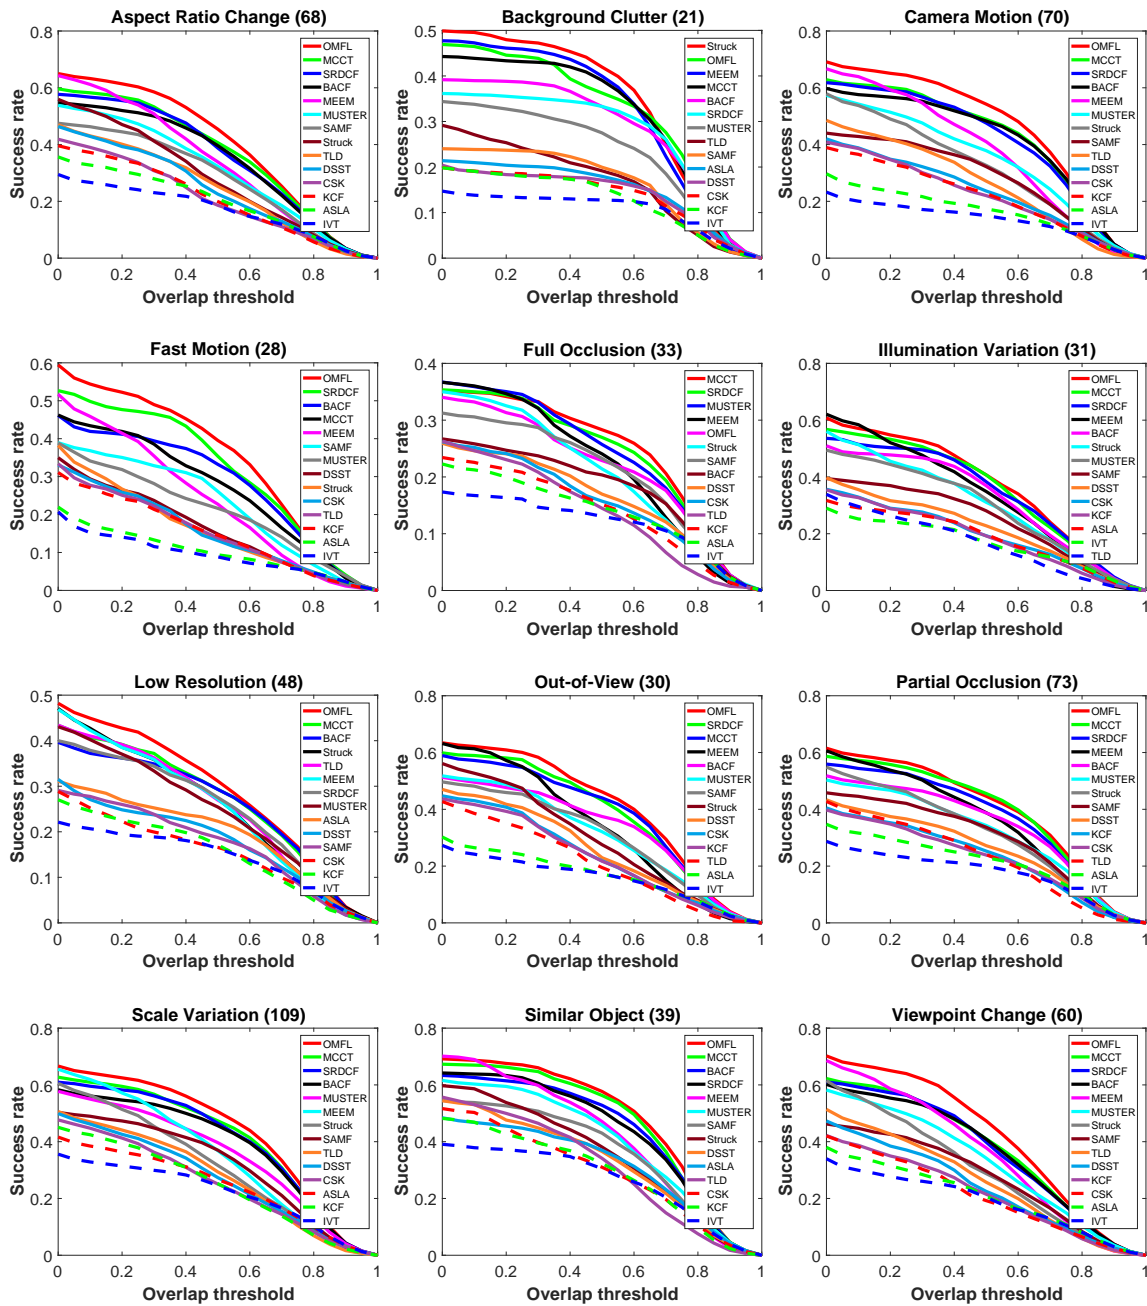 Aspect Ratio Change (68)
Success rate
0.8
0.6
0.4
0.2
0
OMFL
MCCT
SRDCF
BACF
MEEM
MUSTER
SAMF
Struck
TLD
DSST
CSK
KCF
ASLA
IVT
0 0.2 0.4 0.6 0.8 1
Overlap threshold
Background Clutter (21)
Success rate
0.5
0.4
0.3
0.2
0.1
0
Struck
OMFL
MEEM
MCCT
BACF
SRDCF
MUSTER
TLD
SAMF
ASLA
DSST
CSK
KCF
IVT
0 0.2 0.4 0.6 0.8 1
Overlap threshold
Camera Motion (70)
Success rate
0.8
0.6
0.4
0.2
0
OMFL
MCCT
SRDCF
BACF
MEEM
MUSTER
Struck
SAMF
TLD
DSST
CSK
KCF
ASLA
IVT
0 0.2 0.4 0.6 0.8 1
Overlap threshold
Fast Motion (28)
Success rate
0.6
0.5
0.4
0.3
0.2
0.1
0
OMFL
SRDCF
BACF
MCCT
MEEM
SAMF
MUSTER
DSST
Struck
CSK
TLD
KCF
ASLA
IVT
0 0.2 0.4 0.6 0.8 1
Overlap threshold
Full Occlusion (33)
Success rate
0.4
0.3
0.2
0.1
0
MCCT
SRDCF
MUSTER
MEEM
OMFL
Struck
SAMF
BACF
DSST
CSK
TLD
KCF
ASLA
IVT
0 0.2 0.4 0.6 0.8 1
Overlap threshold
Illumination Variation (31)
Success rate
0.8
0.6
0.4
0.2
0
OMFL
MCCT
SRDCF
MEEM
BACF
Struck
MUSTER
SAMF
DSST
CSK
KCF
ASLA
IVT
TLD
0 0.2 0.4 0.6 0.8 1
Overlap threshold
Low Resolution (48)
Success rate
0.5
0.4
0.3
0.2
0.1
0
OMFL
MCCT
BACF
Struck
TLD
MEEM
SRDCF
MUSTER
ASLA
DSST
SAMF
CSK
KCF
IVT
0 0.2 0.4 0.6 0.8 1
Overlap threshold
Out-of-View (30)
Success rate
0.8
0.6
0.4
0.2
0
OMFL
SRDCF
MCCT
MEEM
BACF
MUSTER
SAMF
Struck
DSST
CSK
KCF
TLD
ASLA
IVT
0 0.2 0.4 0.6 0.8 1
Overlap threshold
Partial Occlusion (73)
Success rate
0.8
0.6
0.4
0.2
0
OMFL
MCCT
SRDCF
MEEM
BACF
MUSTER
Struck
SAMF
DSST
KCF
CSK
TLD
ASLA
IVT
0 0.2 0.4 0.6 0.8 1
Overlap threshold
Scale Variation (109)
Success rate
0.8
0.6
0.4
0.2
0
OMFL
MCCT
SRDCF
BACF
MUSTER
MEEM
Struck
SAMF
TLD
DSST
CSK
ASLA
KCF
IVT
0 0.2 0.4 0.6 0.8 1
Overlap threshold
Similar Object (39)
Success rate
0.8
0.6
0.4
0.2
0
OMFL
MCCT
BACF
SRDCF
MEEM
MUSTER
SAMF
Struck
DSST
ASLA
TLD
CSK
KCF
IVT
0 0.2 0.4 0.6 0.8 1
Overlap threshold
Viewpoint Change (60)
Success rate
0.8
0.6
0.4
0.2
0
OMFL
MCCT
SRDCF
BACF
MEEM
MUSTER
Struck
SAMF
TLD
DSST
KCF
CSK
ASLA
IVT
0 0.2 0.4 0.6 0.8 1
Overlap threshold